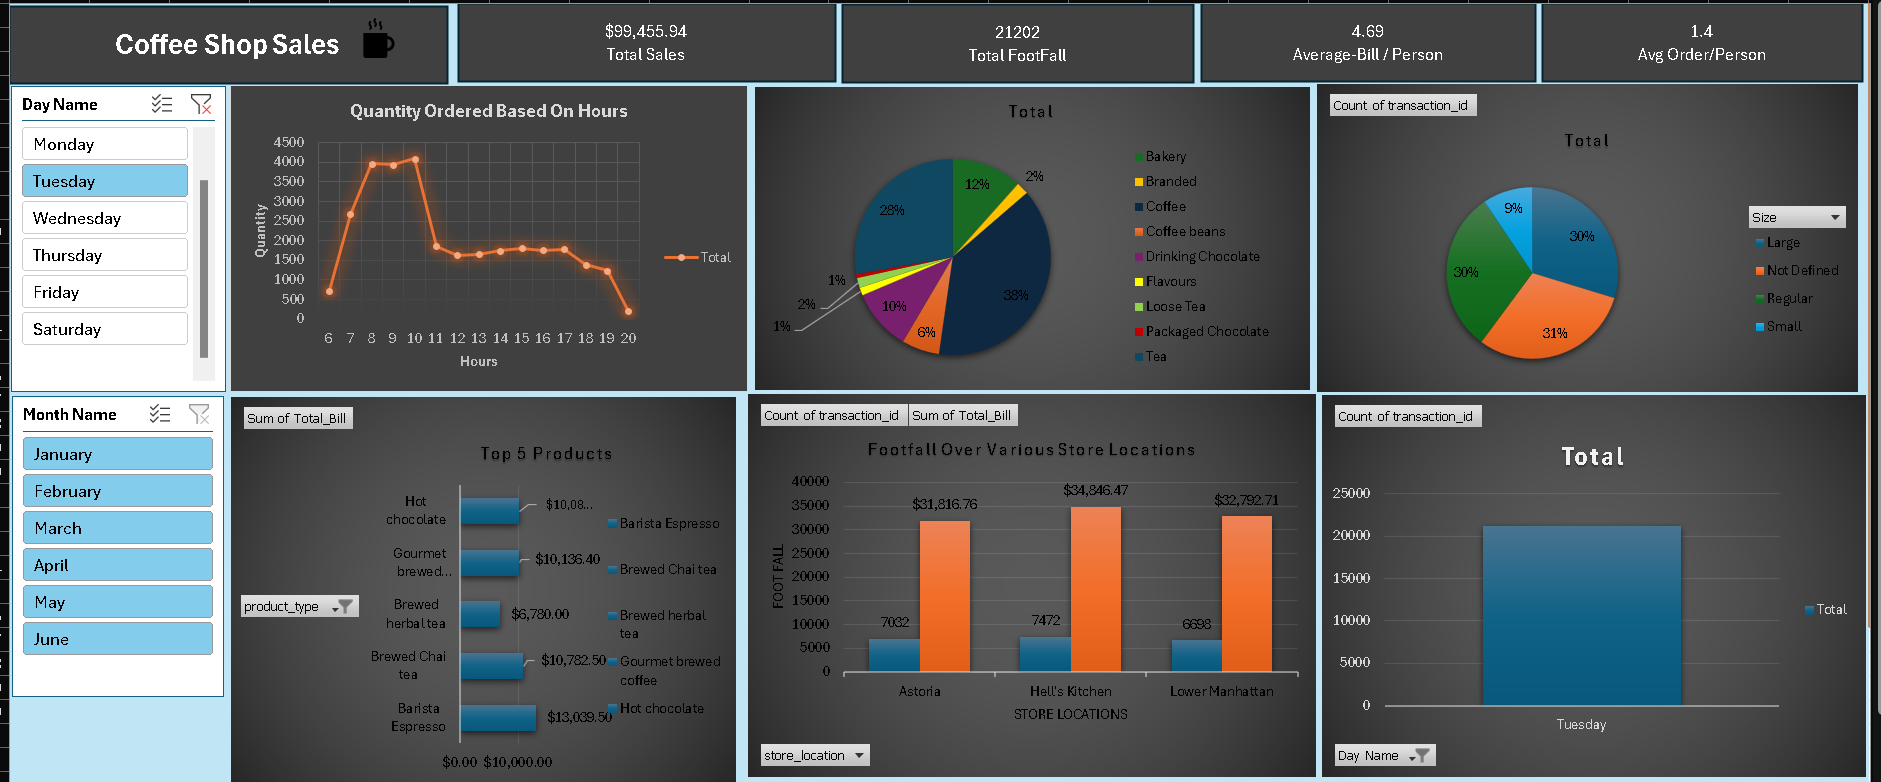 Coffee Shop Sales
$99,455.94
Total Sales
21202
Total FootFall
4.69
Average-Bill / Person
1.4
Avg Order/Person
Day Name
Monday
Tuesday
Wednesday
Thursday
Friday
Saturday
Month Name
January
February
March
April
May
June
Quantity Ordered Based On Hours
4500
4000
3500
3000
2500
2000
1500
1000
500
0
Quantity
6 7 8 9 10 11 12 13 14 15 16 17 18 19 20
Hours
Total
Total
12%
2%
38%
6%
10%
1%
2%
1%
28%
Bakery
Branded
Coffee
Coffee beans
Drinking Chocolate
Flavours
Loose Tea
Packaged Chocolate
Tea
Count of transaction_id
Total
9%
30%
30%
31%
Size
Large
Not Defined
Regular
Small
Sum of Total_Bill
Top 5 Products
product_type
Hot
chocolate
$10,08...
Gourmet
brewed...
$10,136.40
Brewed
herbal tea
$6,780.00
Brewed Chai
tea
$10,782.50
Barista
Espresso
$13,039.50
$0.00 $10,000.00
Barista Espresso
Brewed Chai tea
Brewed herbal
tea
Gourmet brewed
coffee
Hot chocolate
Count of transaction_id
Sum of Total_Bill
Footfall Over Various Store Locations
40000
35000
30000
25000
20000
15000
10000
5000
0
FOOT FALL
7032
$31,816.76
7472
$34,846.47
6698
$32,792.71
Astoria
Hell's Kitchen
Lower Manhattan
STORE LOCATIONS
store_location
Count of transaction_id
Total
25000
20000
15000
10000
5000
0
Tuesday
Total
Day Name